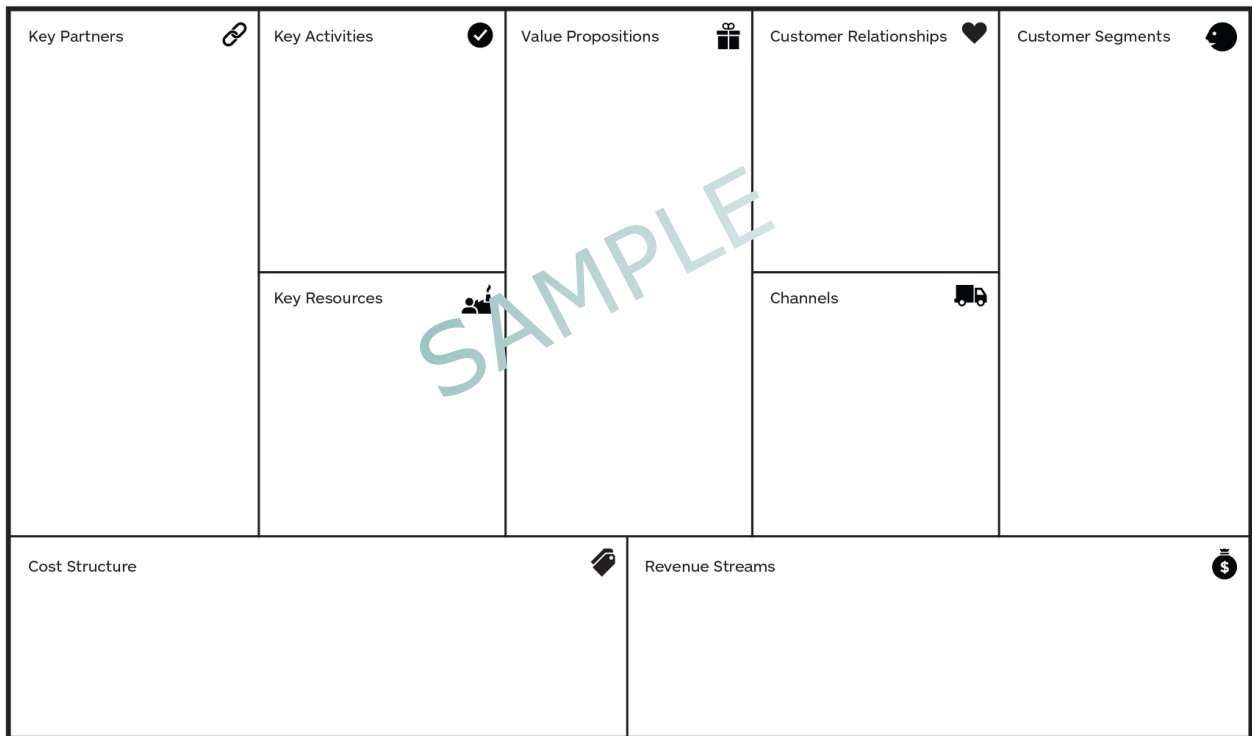 Key Partners
Key Activities
Value Propositions
Customer Relationships
Customer Segments
Key Resources
Channels
SAMPLE
Cost Structure
Revenue Streams
$